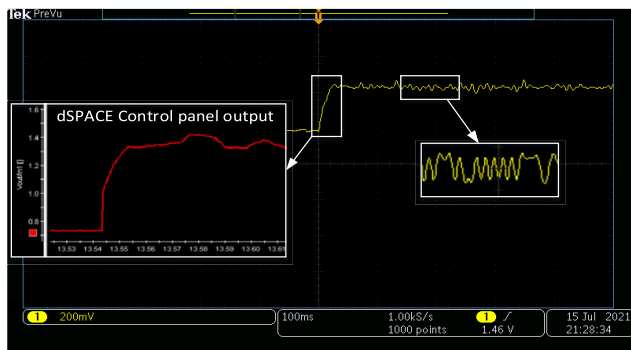 Tek PreVu
dSPACE Control panel output
Vout/In1 []
1.6
1.4
1.2
1.0
0.8
13.53 13.54 13.55 13.56 13.57 13.58 13.59 13.60 13.61
1 200mV
100ms
1.00kS/s
1000 points
1 1.46 V
15 Jul 2021
21:28:34